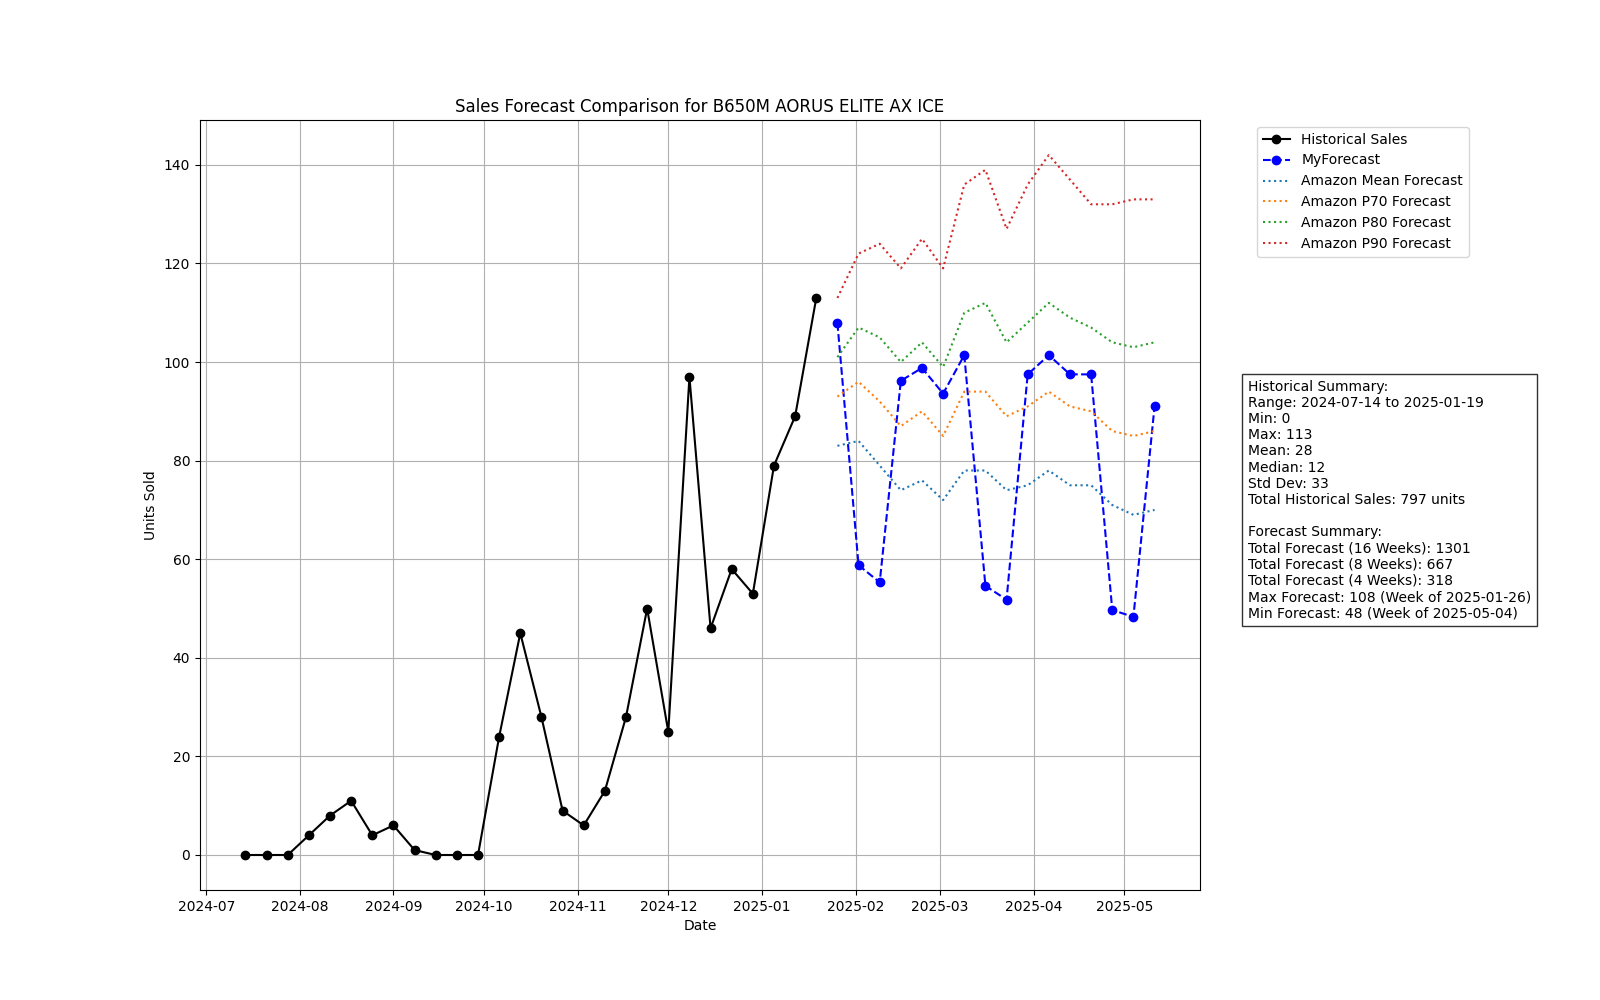 Sales Forecast Comparison for B650M AORUS ELITE AX ICE
Units Sold
140
120
100
80
60
40
20
0
2024-07 2024-08 2024-09 2024-10 2024-11 2024-12 2025-01 2025-02 2025-03 2025-04 2025-05
Date
Historical Sales
MyForecast
Amazon Mean Forecast
Amazon P70 Forecast
Amazon P80 Forecast
Amazon P90 Forecast
Historical Summary:
Range: 2024-07-14 to 2025-01-19
Min: 0
Max: 113
Mean: 28
Median: 12
Std Dev: 33
Total Historical Sales: 797 units
Forecast Summary:
Total Forecast (16 Weeks): 1301
Total Forecast (8 Weeks): 667
Total Forecast (4 Weeks): 318
Max Forecast: 108 (Week of 2025-01-26)
Min Forecast: 48 (Week of 2025-05-04)